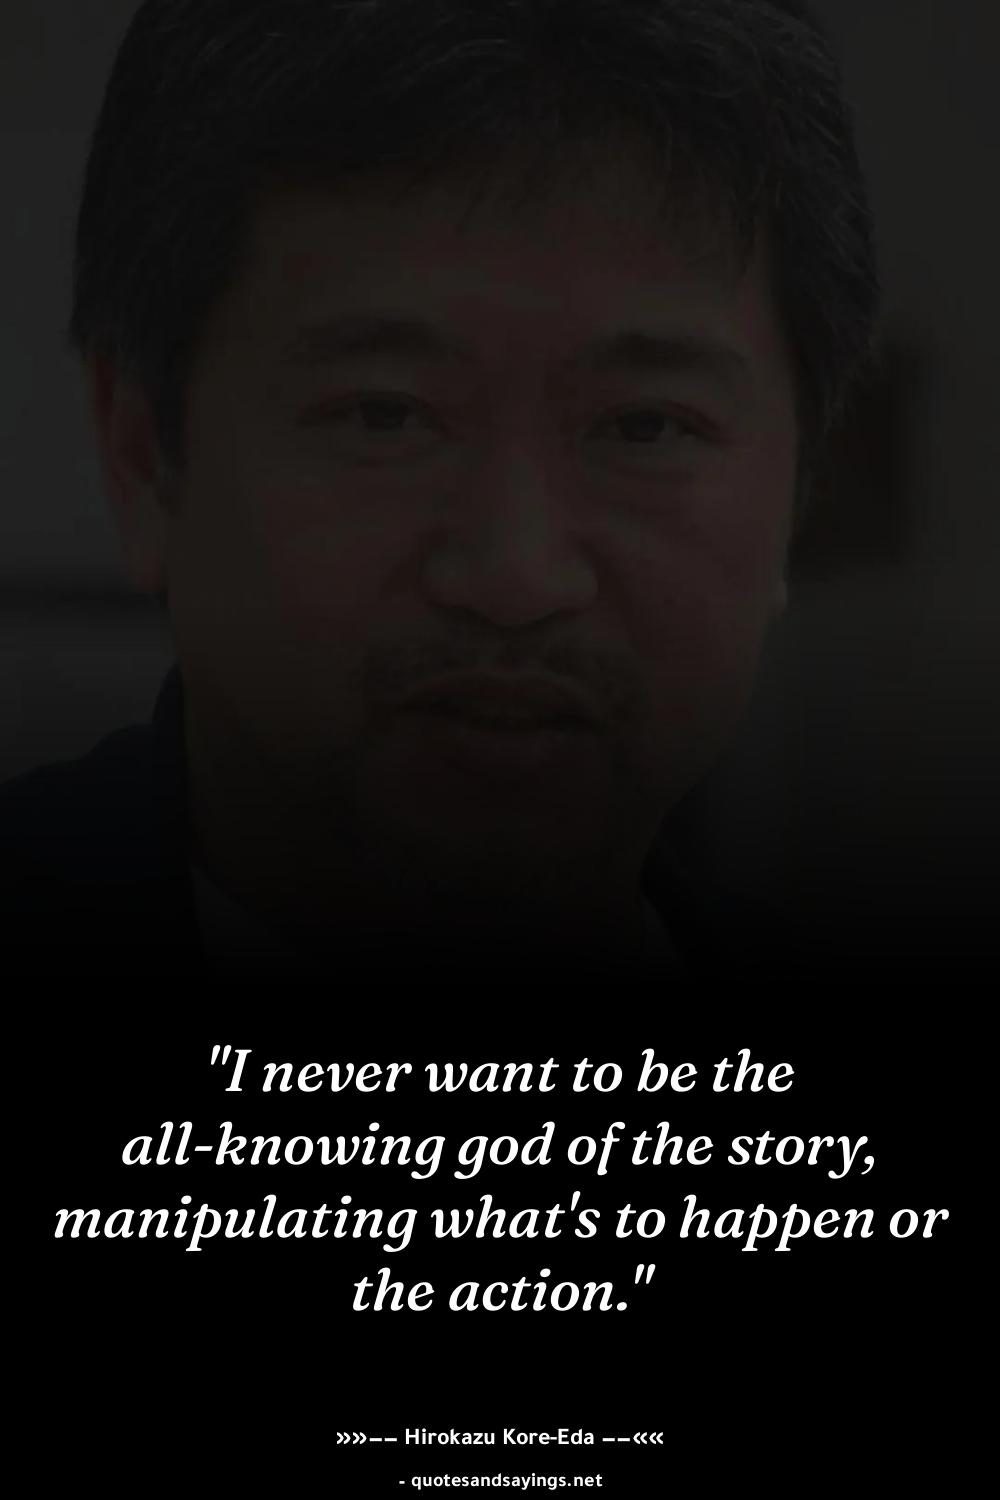 "I never want to be the
all-knowing god of the story,
manipulating what's to happen or
the action."
»»−− Hirokazu Kore-Eda −−««
- quotesandsayings.net